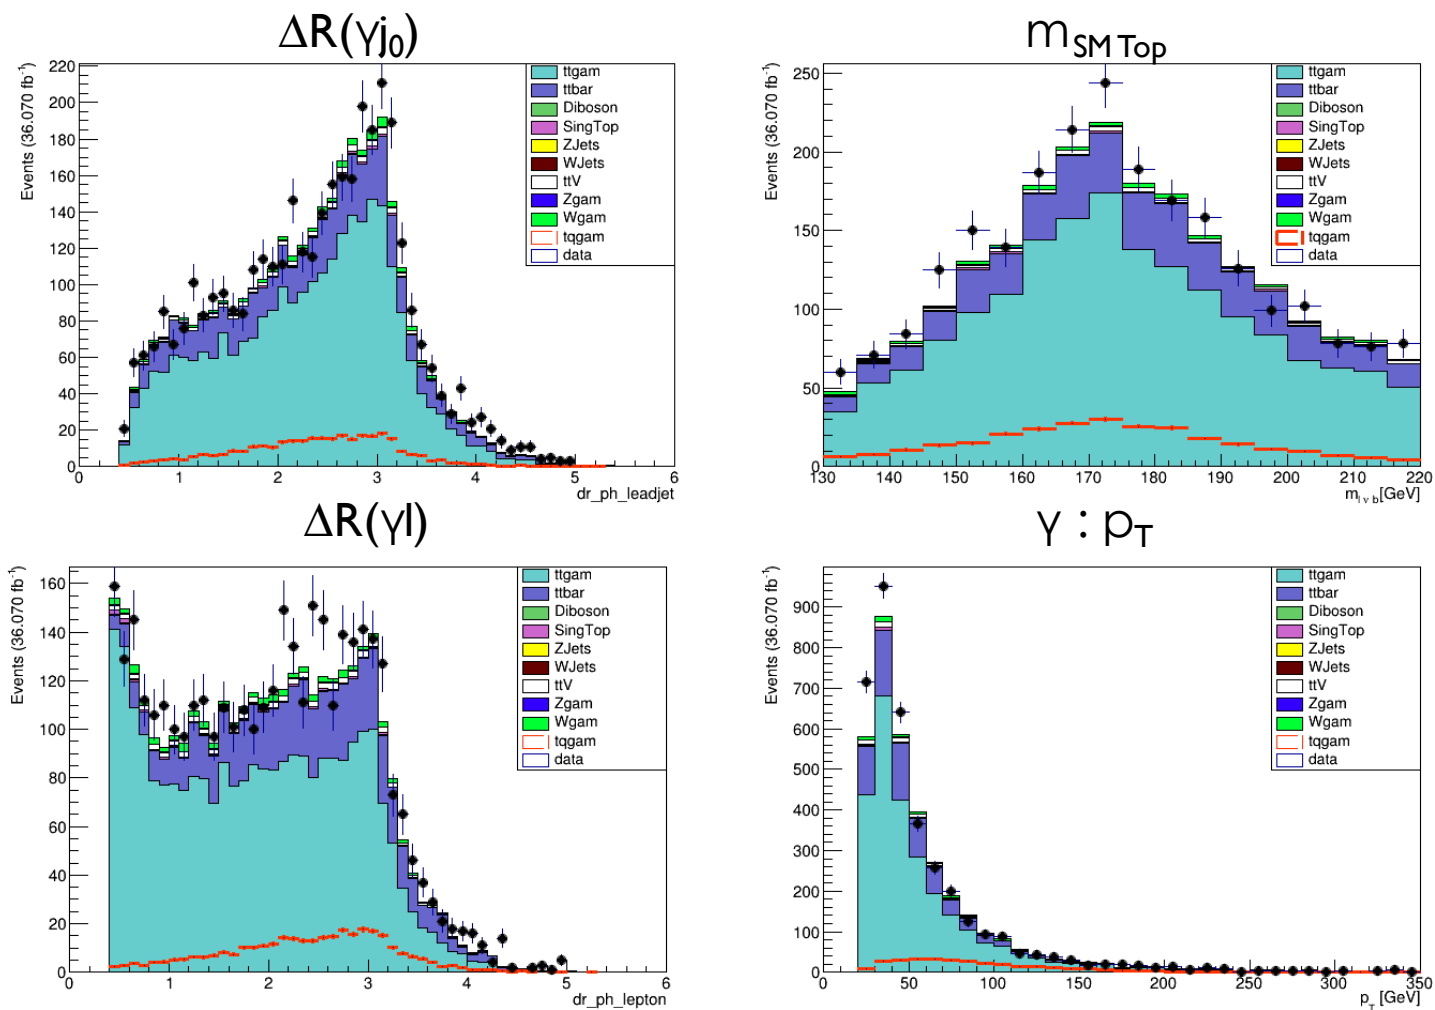 ΔR(γj0)
Events (36.070 fb-1)
220
200
180
160
140
120
100
80
60
40
20
0
ttgam
ttbar
Diboson
SingTop
ZJets
WJets
ttV
Zgam
Wgam
tqgam
data
0 1 2 3 4 5 6
dr_ph_leadjet
mSM Top
Events (36.070 fb-1)
250
200
150
100
50
0
ttgam
ttbar
Diboson
SingTop
ZJets
WJets
ttV
Zgam
Wgam
tqgam
data
130 140 150 160 170 180 190 200 210 220
m l ν b [GeV]
ΔR(γl)
Events (36.070 fb-1)
160
140
120
100
80
60
40
20
0
ttgam
ttbar
Diboson
SingTop
ZJets
WJets
ttV
Zgam
Wgam
tqgam
data
0 1 2 3 4 5 6
dr_ph_lepton
γ : pT
Events (36.070 fb-1)
900
800
700
600
500
400
300
200
100
0
ttgam
ttbar
Diboson
SingTop
ZJets
WJets
ttV
Zgam
Wgam
tqgam
data
0 50 100 150 200 250 300 350
pT [GeV]